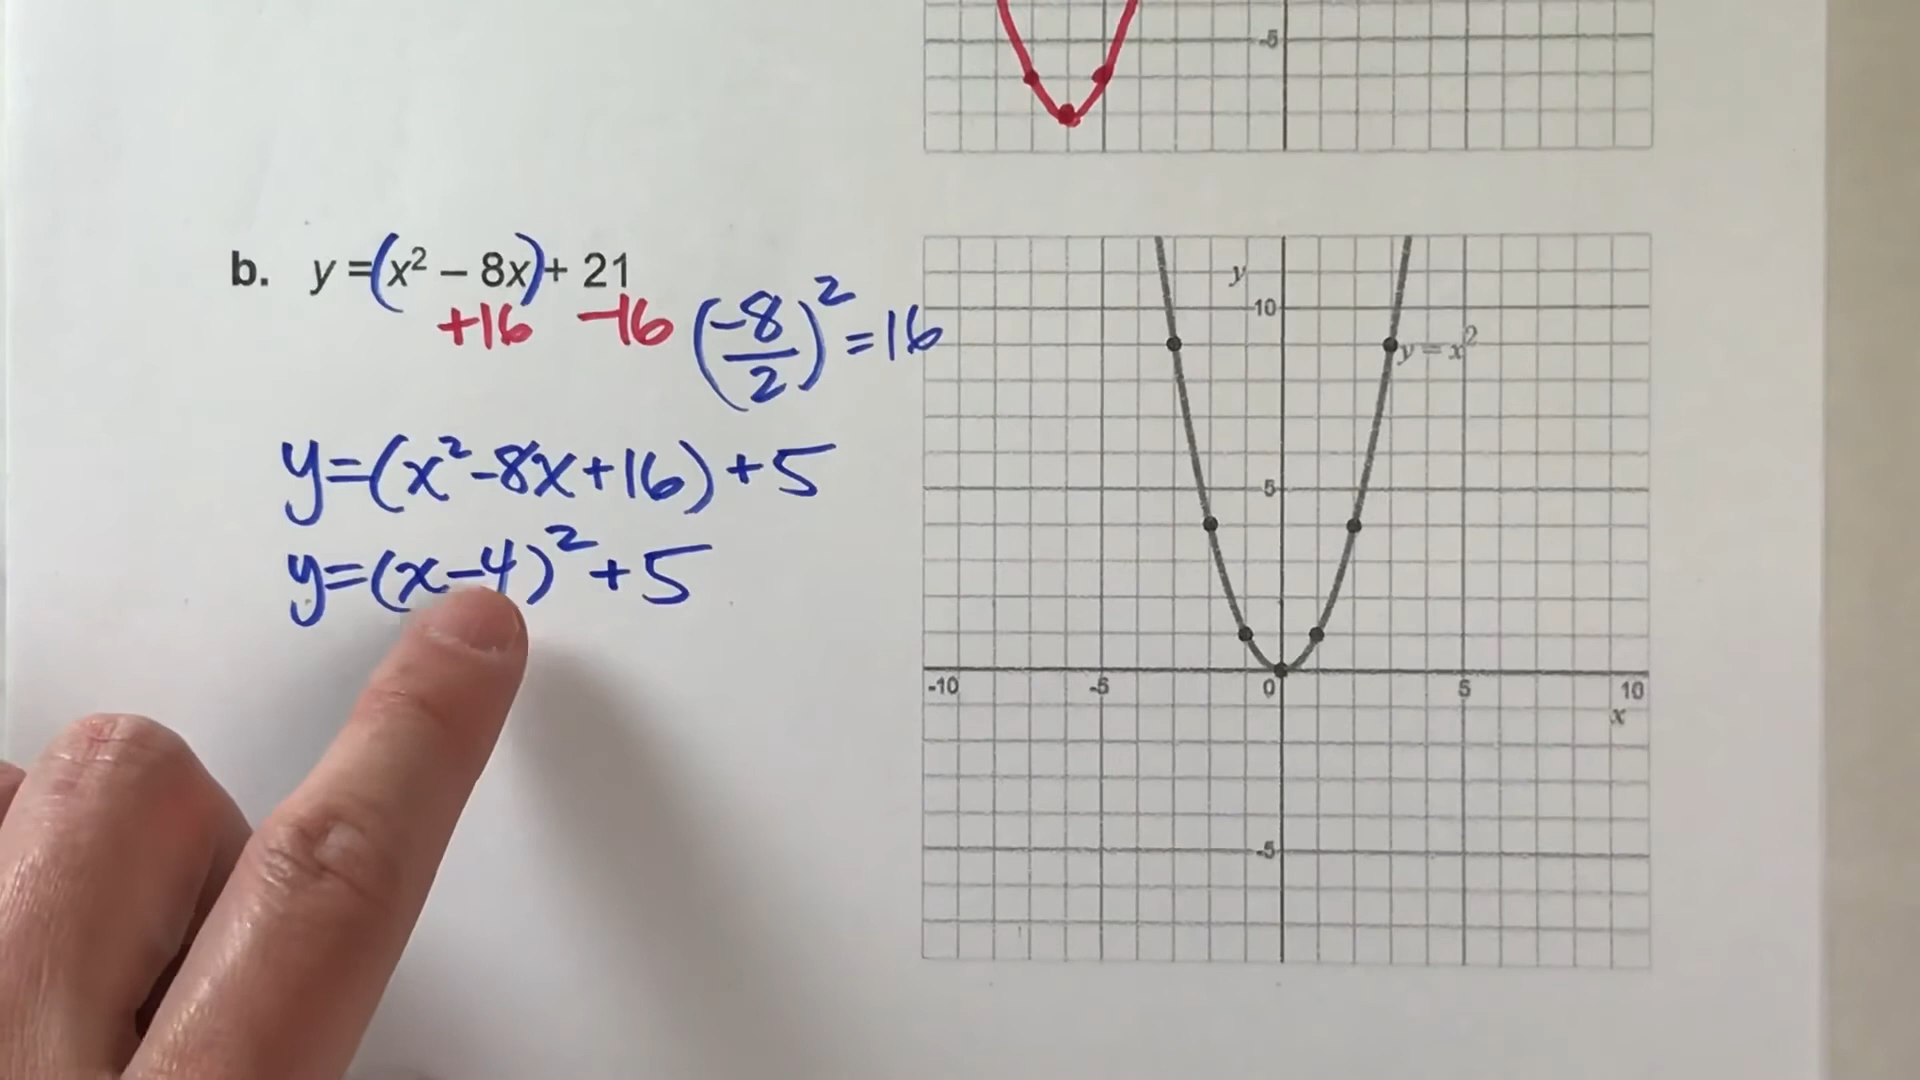 -5
b. y = (x² – 8x) + 21
+16 -16 (-8/2)² = 16
y = (x² - 8x + 16) + 5
y = (x - 4)² + 5
y
10
y = x²
5
-10 -5 0 5 10
x
-5